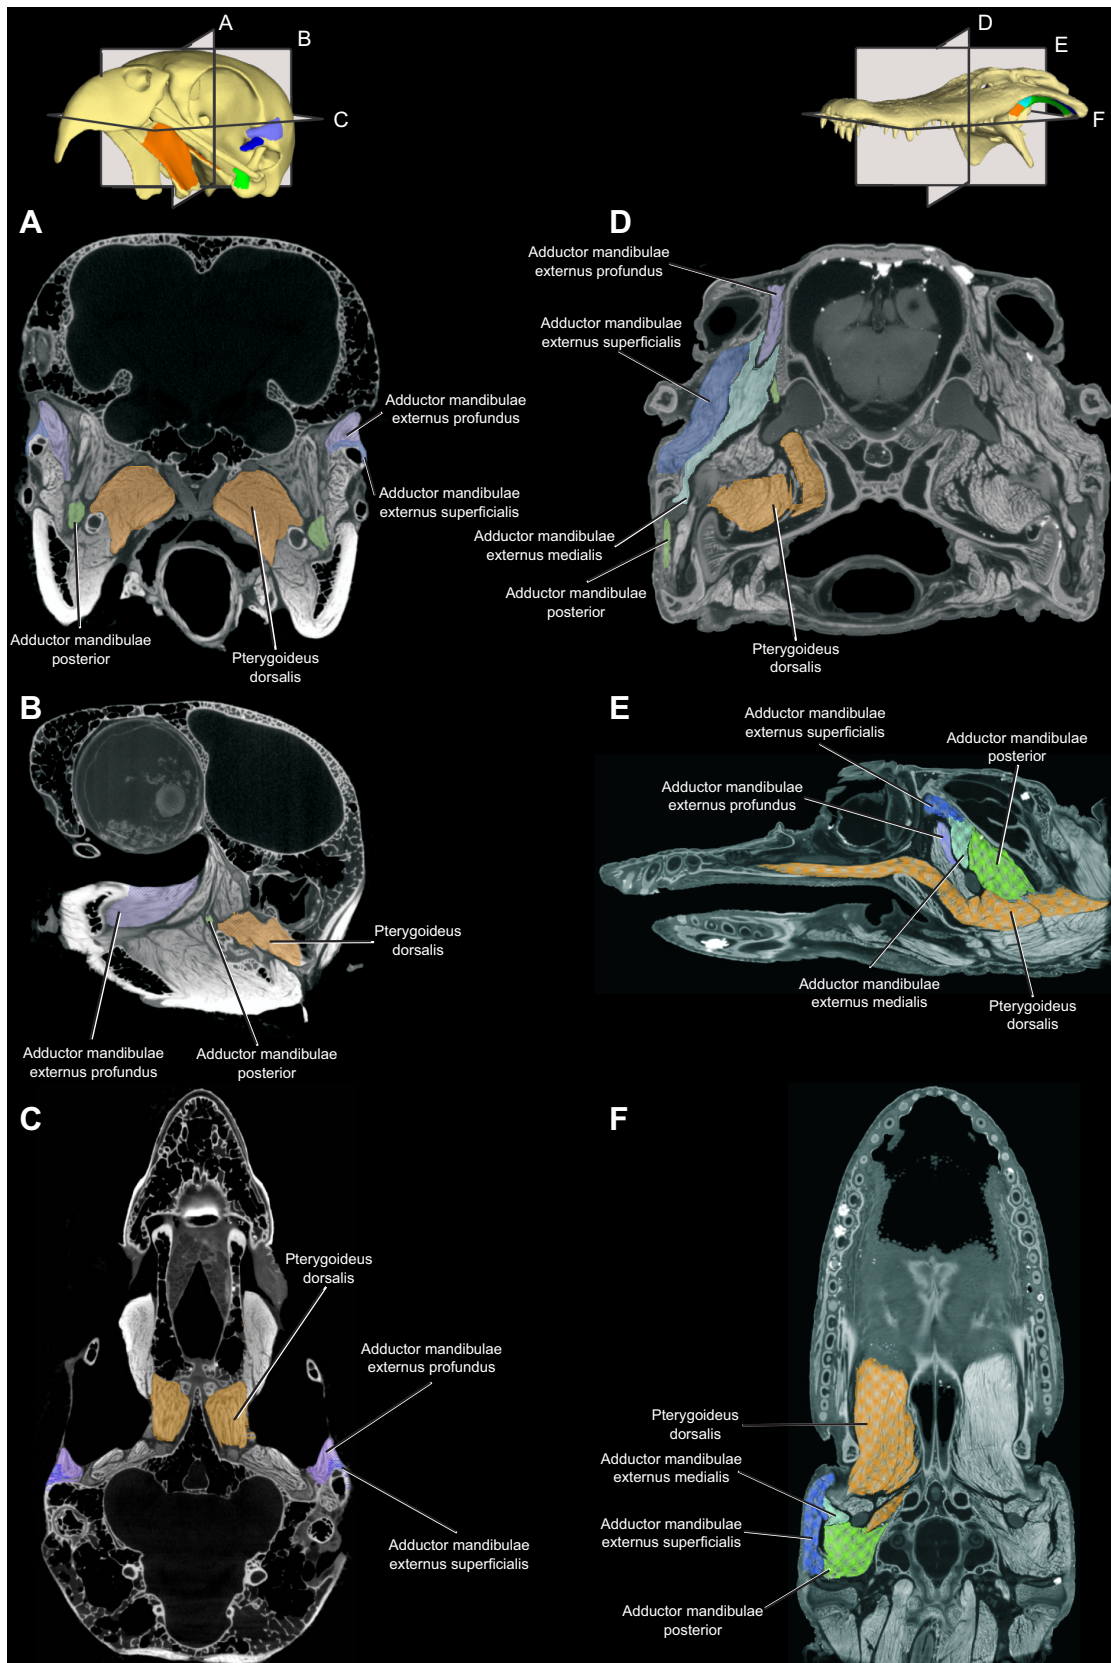 A
B
C
D
E
F
A
Adductor mandibulae
externus profundus
Adductor mandibulae
externus superficialis
Adductor mandibulae
posterior
Pterygoideus
dorsalis
D
Adductor mandibulae
externus profundus
Adductor mandibulae
externus superficialis
Adductor mandibulae
externus medialis
Adductor mandibulae
posterior
Pterygoideus
dorsalis
B
Pterygoideus
dorsalis
Adductor mandibulae
externus profundus
Adductor mandibulae
posterior
E
Adductor mandibulae
externus superficialis
Adductor mandibulae
posterior
Adductor mandibulae
externus profundus
Adductor mandibulae
externus medialis
Pterygoideus
dorsalis
C
Pterygoideus
dorsalis
Adductor mandibulae
externus profundus
Adductor mandibulae
externus superficialis
F
Pterygoideus
dorsalis
Adductor mandibulae
externus medialis
Adductor mandibulae
externus superficialis
Adductor mandibulae
posterior